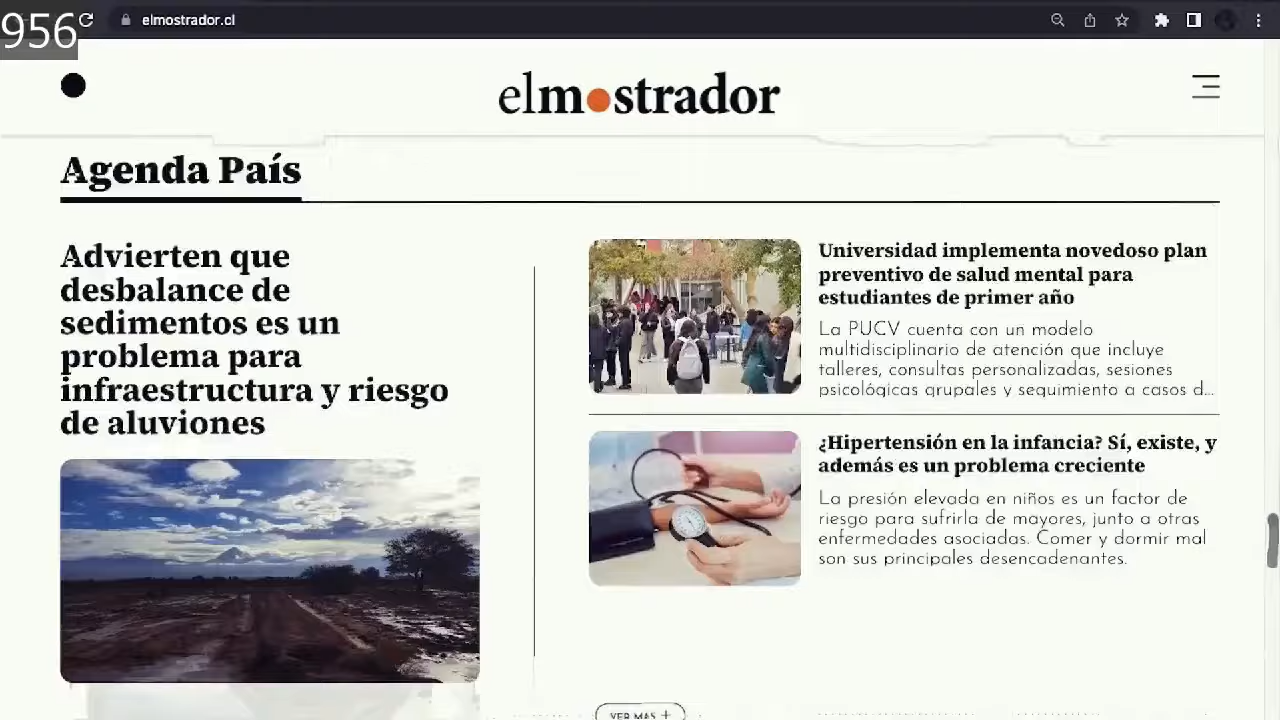 956
elmostrador.cl
elmostrador
Agenda País
Advierten que
desbalance de
sedimentos es un
problema para
infraestructura y riesgo
de aluviones
Universidad implementa novedoso plan
preventivo de salud mental para
estudiantes de primer año
La PUCV cuenta con un modelo
multidisciplinario de atención que incluye
talleres, consultas personalizadas, sesiones
psicológicas grupales y seguimiento a casos d...
¿Hipertensión en la infancia? Sí, existe, y
además es un problema creciente
La presión elevada en niños es un factor de
riesgo para sufrirla de mayores, junto a otras
enfermedades asociadas. Comer y dormir mal
son sus principales desencadenantes.
VER MAS +